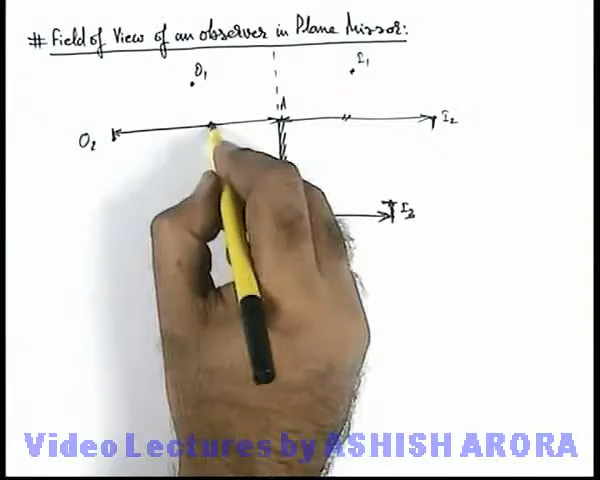 # Field of View of an observer in Plane Mirror:
O1 I1
A
O2 I2
I3
Video Lectures by ASHISH ARORA